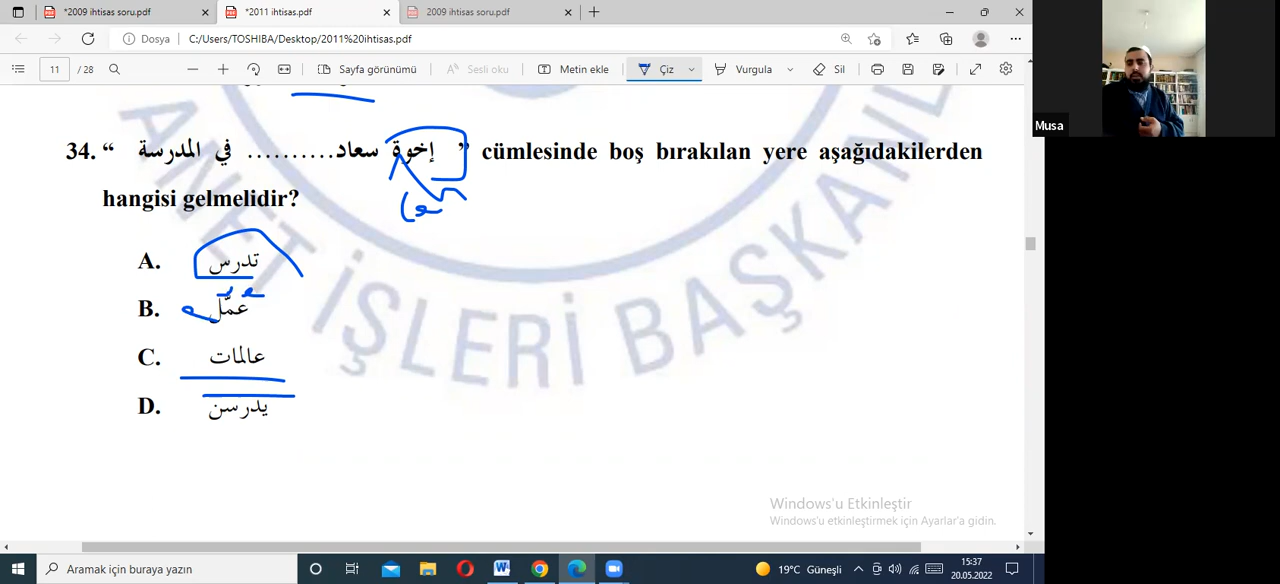 *2009 ihtisas soru.pdf
*2011 ihtisas.pdf
2009 ihtisas soru.pdf
Dosya
C:/Users/TOSHIBA/Desktop/2011%20ihtisas.pdf
11 / 28
Sayfa görünümü
Sesli oku
Metin ekle
Çiz
Vurgula
Sil
Musa
34. “ إخوة سعاد.......... في المدرسة ” cümlesinde boş bırakılan yere aşağıdakilerden
hangisi gelmelidir?
A. تدرس
B. عمّل
C. عالمات
D. يدرسن
ANET İŞLERİ BAŞKANLI
Windows'u Etkinleştir
Windows'u etkinleştirmek için Ayarlar'a gidin.
Aramak için buraya yazın
19°C Güneşli
15:37
20.05.2022